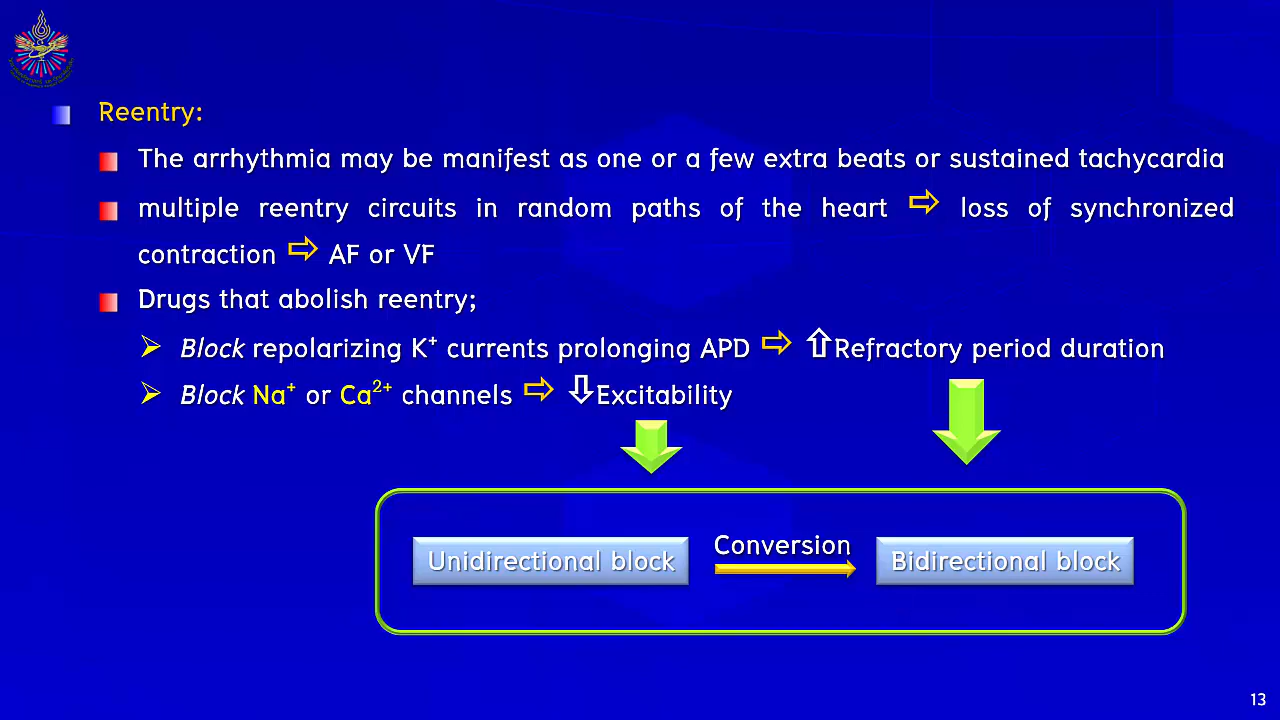 Reentry:
The arrhythmia may be manifest as one or a few extra beats or sustained tachycardia
multiple reentry circuits in random paths of the heart ⇨ loss of synchronized
contraction ⇨ AF or VF
Drugs that abolish reentry;
Block repolarizing K⁺ currents prolonging APD ⇨ ⇧Refractory period duration
Block Na⁺ or Ca²⁺ channels ⇨ ⇩Excitability
Conversion
Unidirectional block
Bidirectional block
13